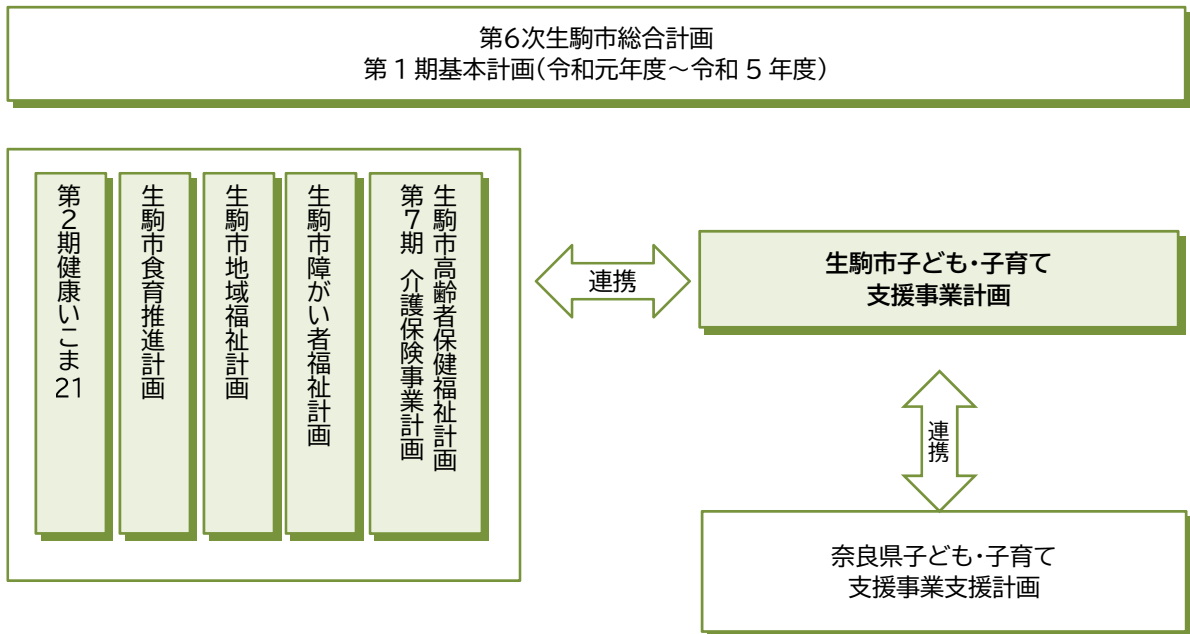 第6次生駒市総合計画
第1期基本計画(令和元年度～令和5年度)
第2期健康いこま21
生駒市食育推進計画
生駒市地域福祉計画
生駒市障がい者福祉計画
生駒市高齢者保健福祉計画
第7期 介護保険事業計画
連携
生駒市子ども・子育て
支援事業計画
連携
奈良県子ども・子育て
支援事業支援計画